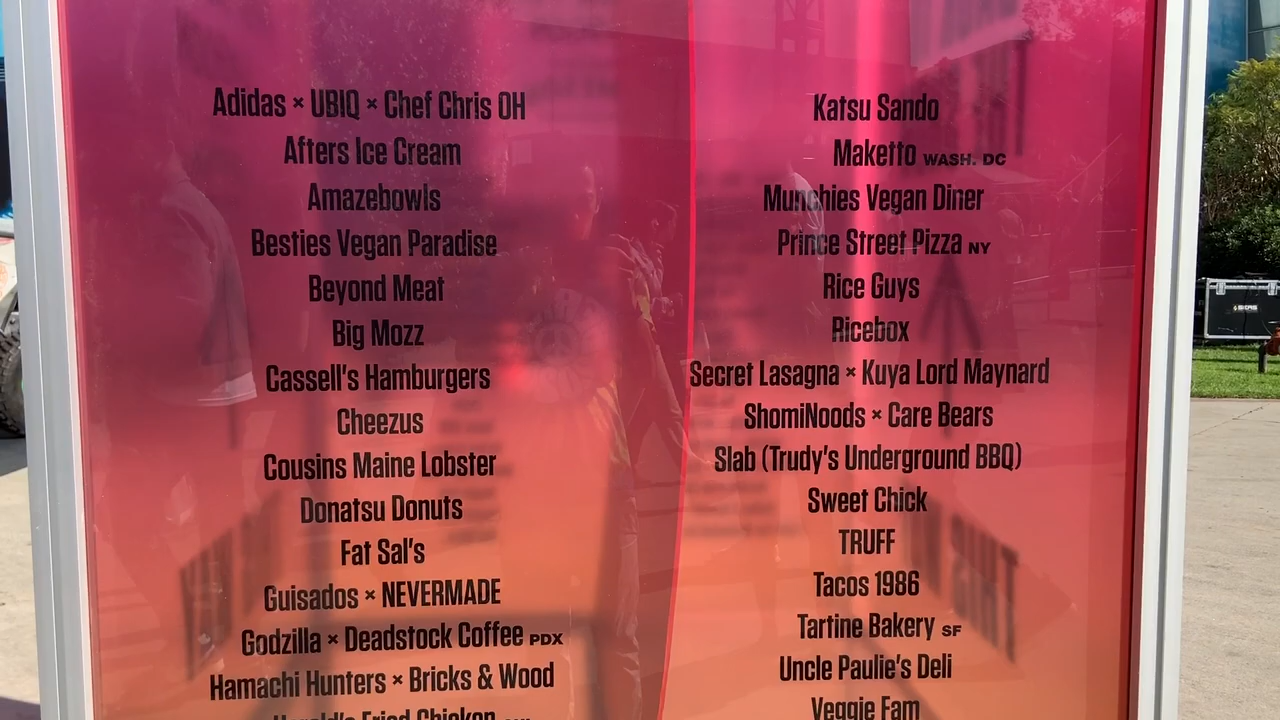 Adidas × UBIQ × Chef Chris OH
Afters Ice Cream
Amazebowls
Besties Vegan Paradise
Beyond Meat
Big Mozz
Cassell's Hamburgers
Cheezus
Cousins Maine Lobster
Donatsu Donuts
Fat Sal's
Guisados × NEVERMADE
Godzilla × Deadstock Coffee PDX
Hamachi Hunters × Bricks & Wood
Harold's Fried Chicken
Katsu Sando
Maketto WASH. DC
Munchies Vegan Diner
Prince Street Pizza NY
Rice Guys
Ricebox
Secret Lasagna × Kuya Lord Maynard
ShomiNoods × Care Bears
Slab (Trudy's Underground BBQ)
Sweet Chick
TRUFF
Tacos 1986
Tartine Bakery SF
Uncle Paulie's Deli
Veggie Fam